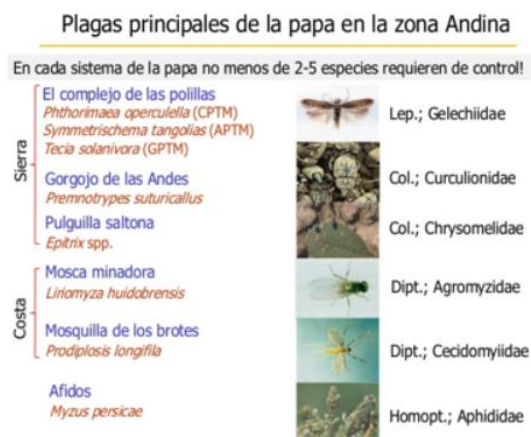 Plagas principales de la papa en la zona Andina
En cada sistema de la papa no menos de 2-5 especies requieren de control!
Sierra
El complejo de las polillas
Phthorimaea operculella (CPTM)
Symmetrischema tangolias (APTM)
Tecia solanivora (GPTM)
Lep.; Gelechiidae
Gorgojo de las Andes
Premnotrypes suturicallus
Col.; Curculionidae
Pulguilla saltona
Epitrix spp.
Col.; Chrysomelidae
Costa
Mosca minadora
Liriomyza huidobrensis
Dipt.; Agromyzidae
Mosquilla de los brotes
Prodiplosis longifila
Dipt.; Cecidomyiidae
Afidos
Myzus persicae
Homopt.; Aphididae